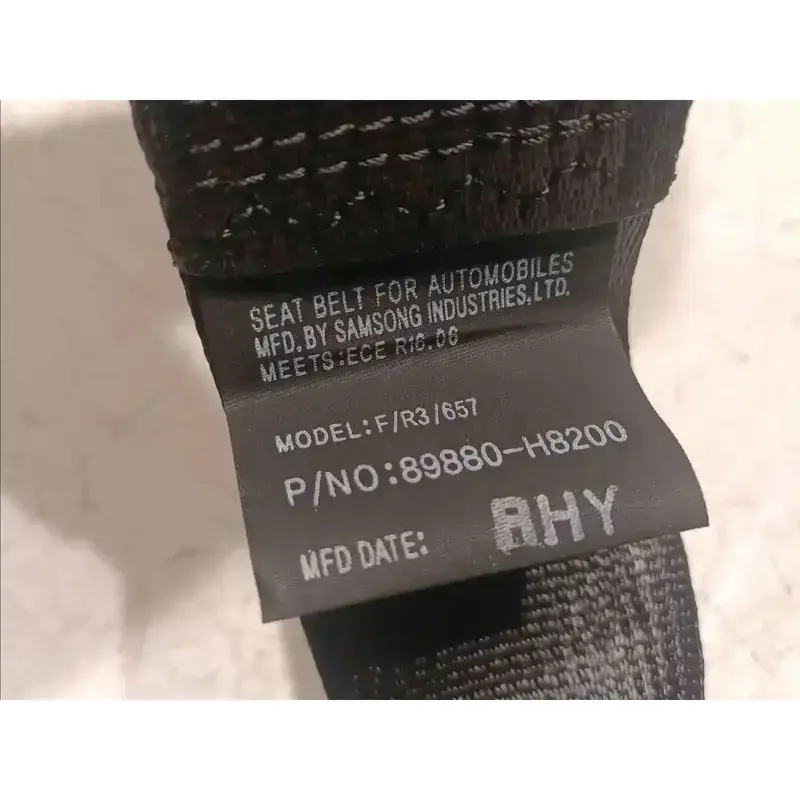 SEAT BELT FOR AUTOMOBILES
MFD.BY SAMSONG INDUSTRIES,LTD.
MEETS:ECE R16.06
MODEL:F/R3/657
P/NO:89880-H8200
MFD DATE: